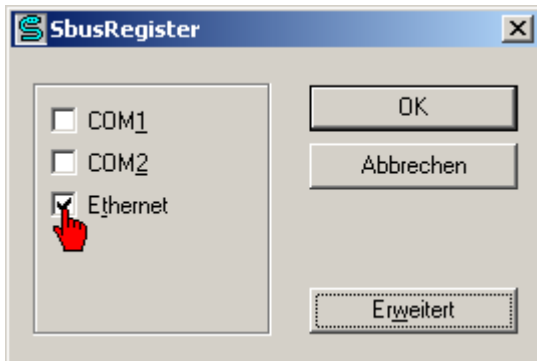 SbusRegister
COM1
COM2
Ethernet
OK
Abbrechen
Erweitert